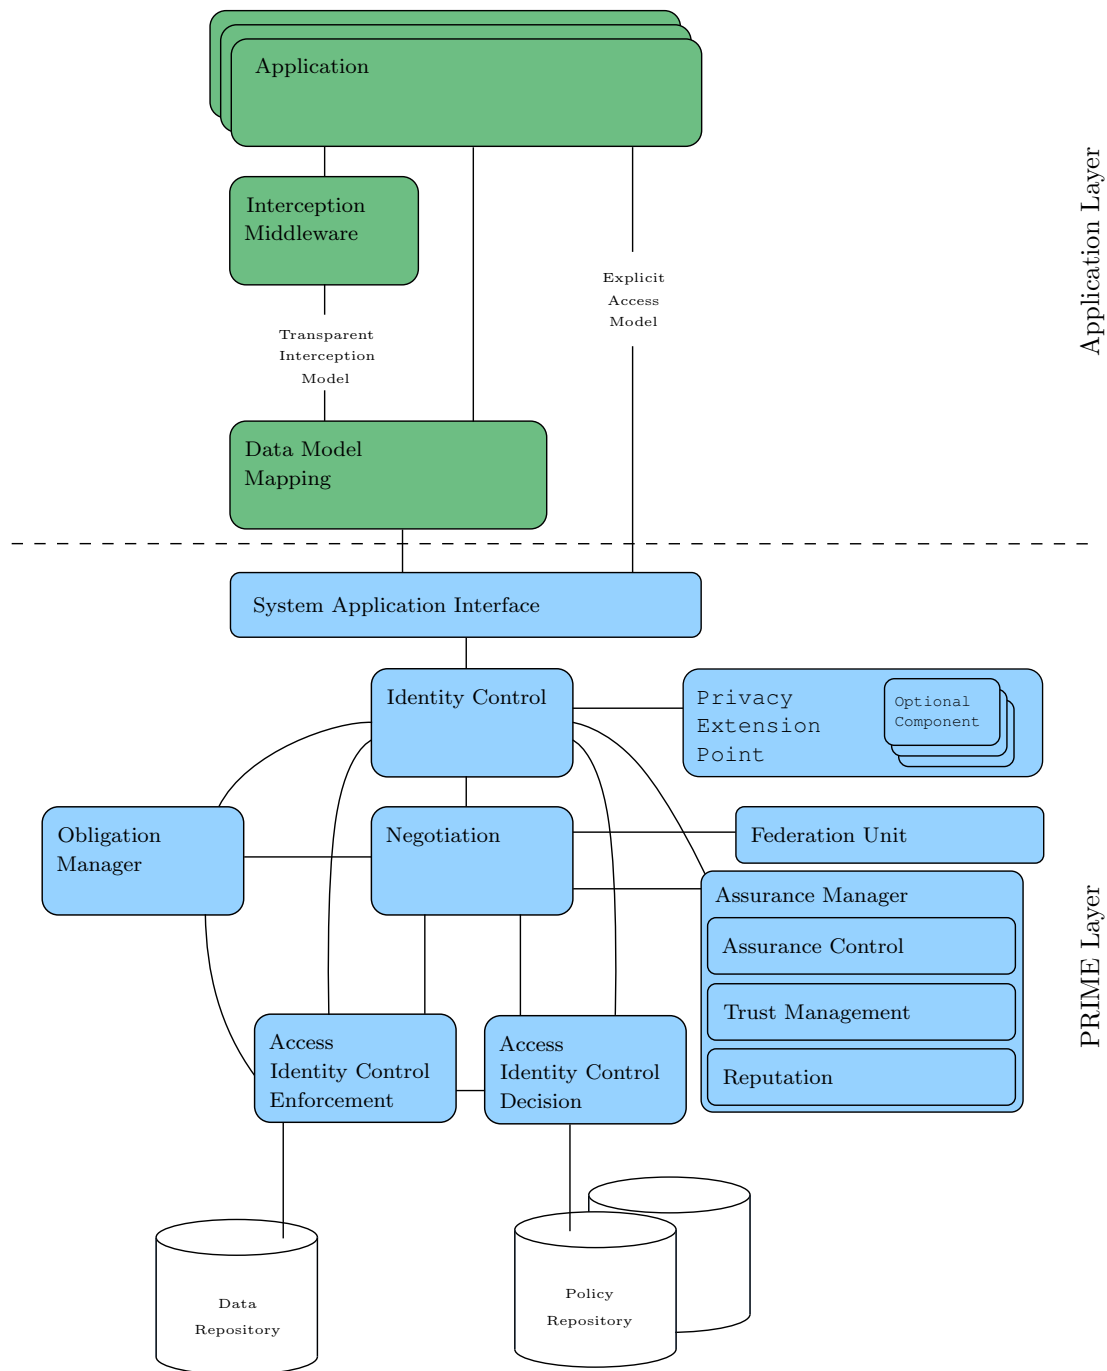 Application
Interception
Middleware
Explicit
Access
Model
Transparent
Interception
Model
Data Model
Mapping
Application Layer
System Application Interface
Identity Control
Privacy
Extension
Point
Optional
Component
Obligation
Manager
Negotiation
Federation Unit
Assurance Manager
Assurance Control
Trust Management
Reputation
Access
Identity Control
Enforcement
Access
Identity Control
Decision
PRIME Layer
Data
Repository
Policy
Repository